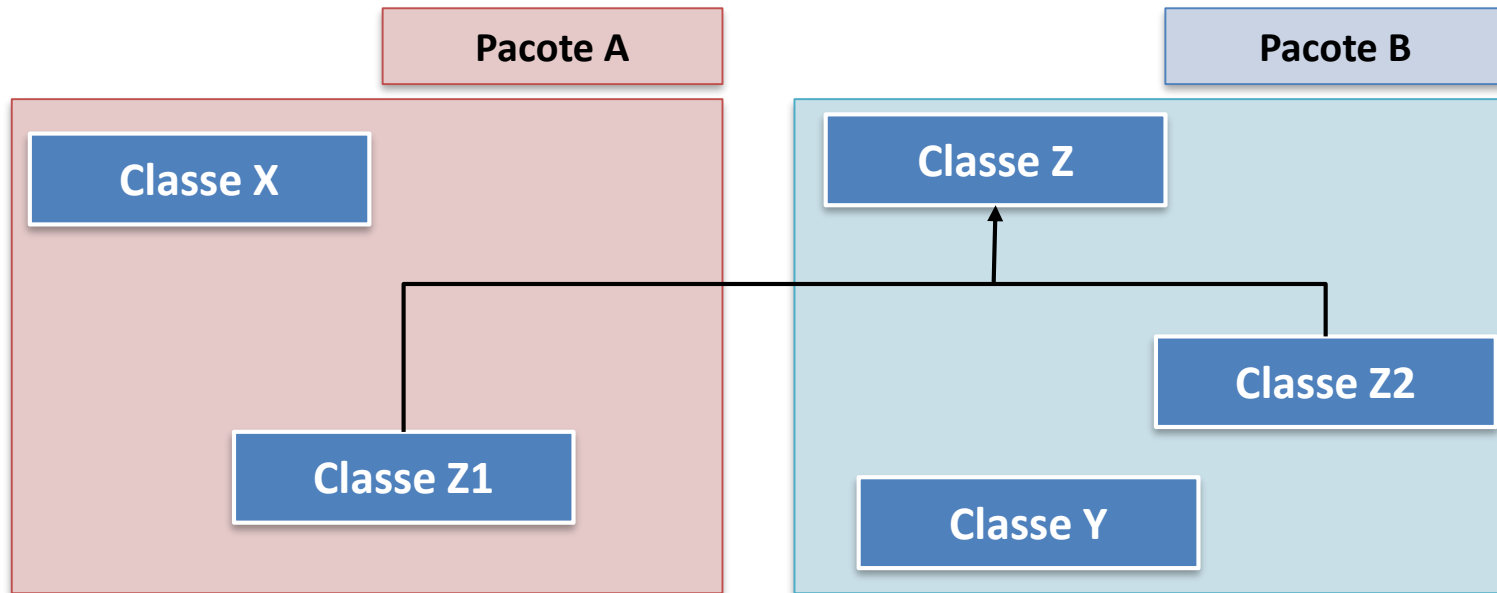 Pacote A
Pacote B
Classe X
Classe Z
Classe Z2
Classe Z1
Classe Y